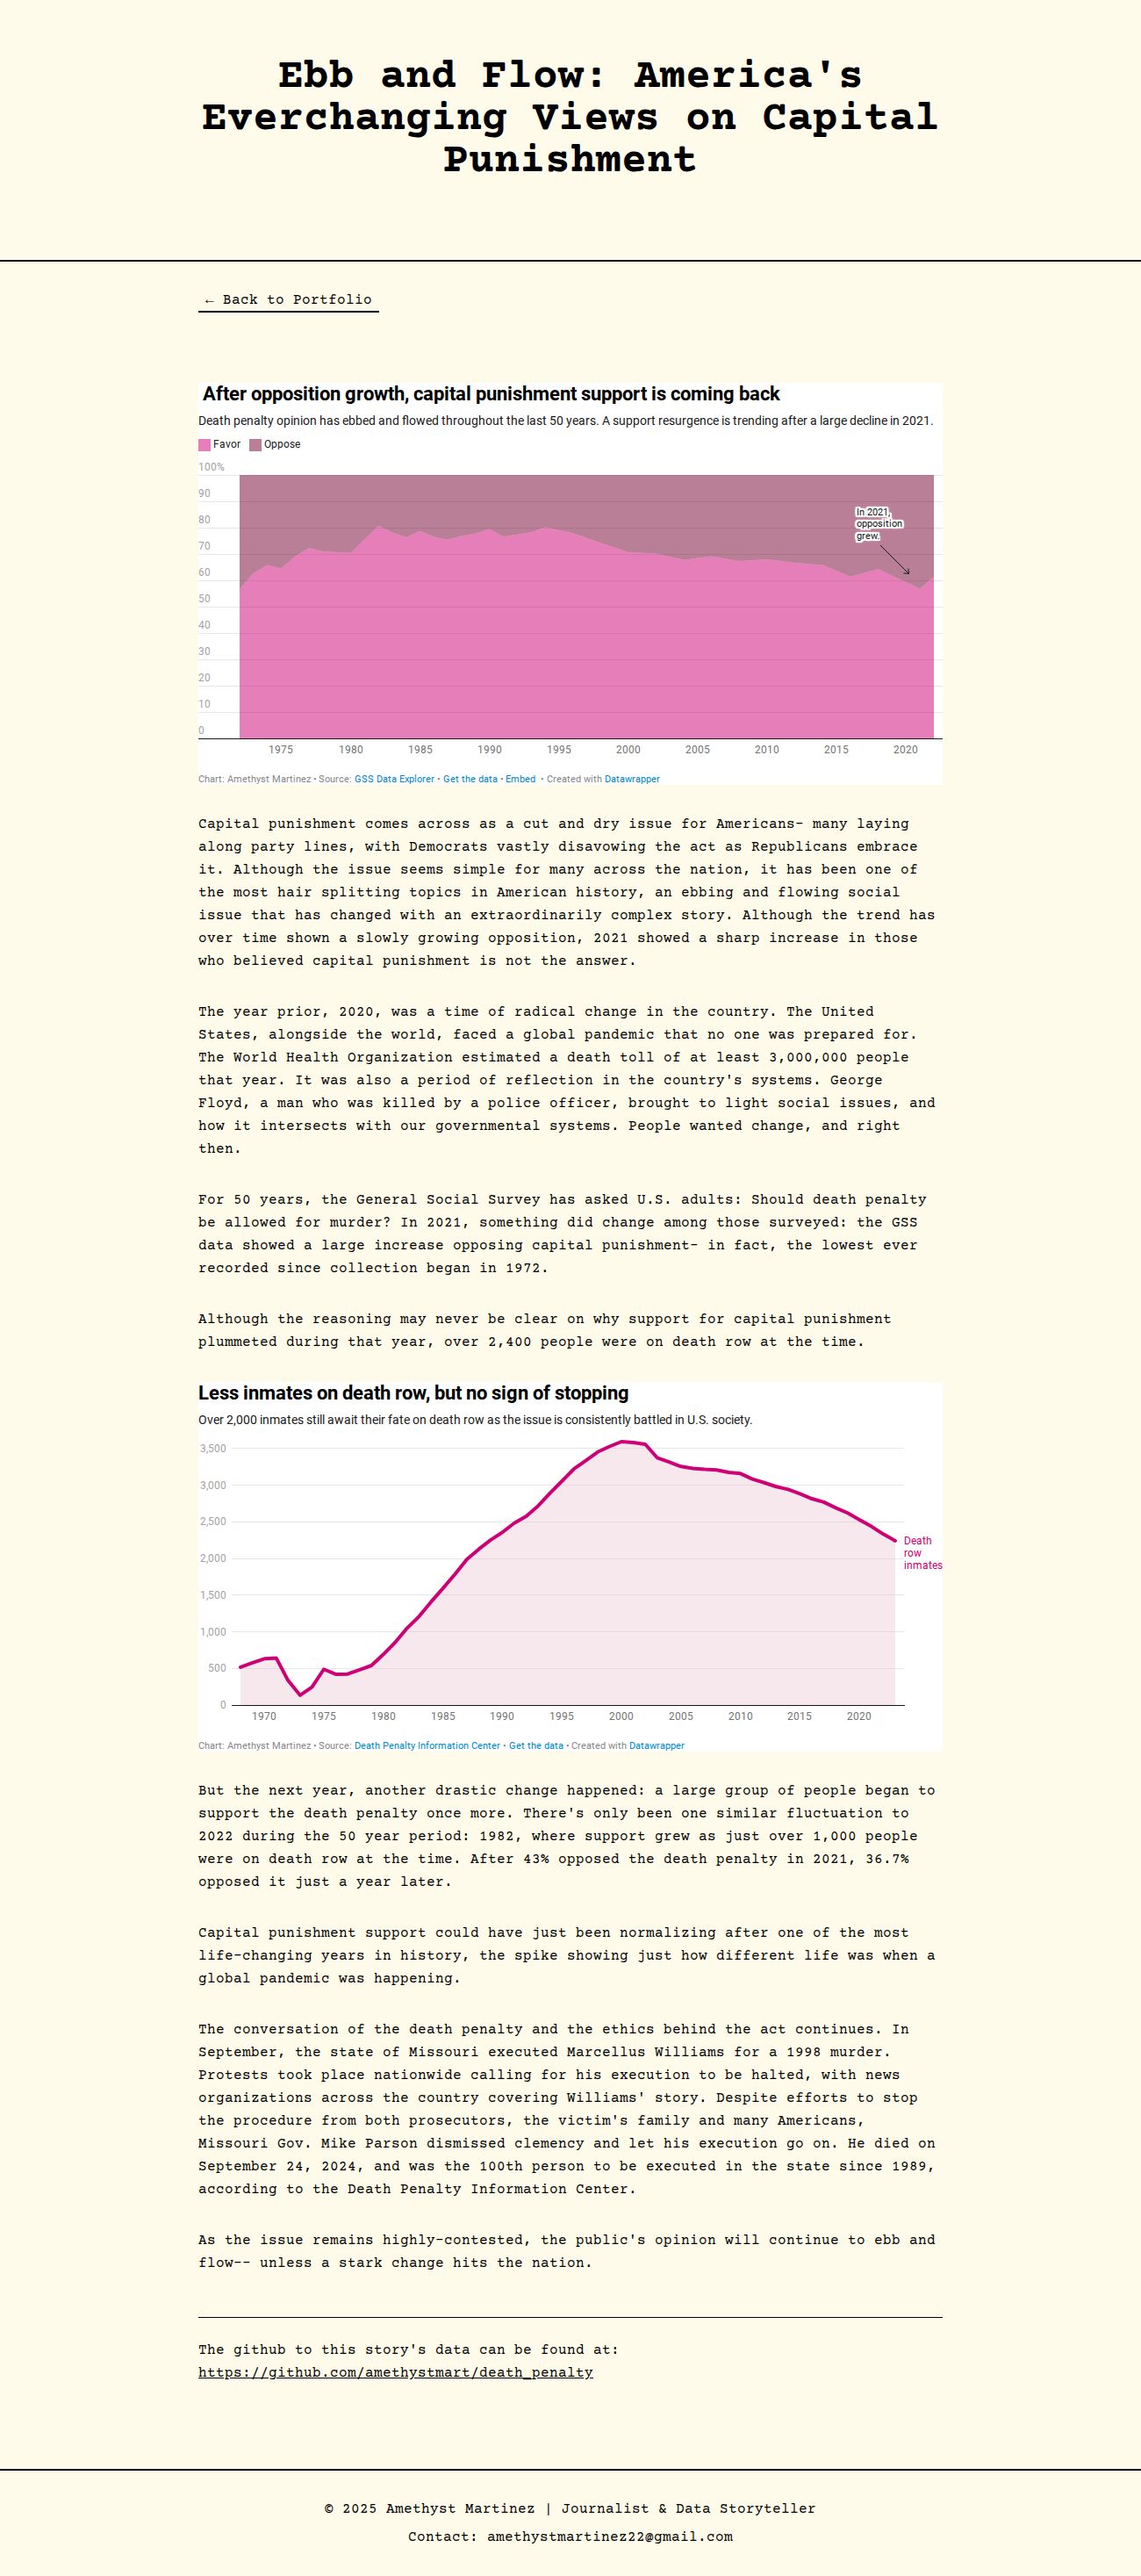 Ebb and Flow: America's
Everchanging Views on Capital
Punishment
← Back to Portfolio
After opposition growth, capital punishment support is coming back
Death penalty opinion has ebbed and flowed throughout the last 50 years. A support resurgence is trending after a large decline in 2021.
Favor Oppose
100%
90
80
70
60
50
40
30
20
10
0
In 2021,
opposition
grew.
1975 1980 1985 1990 1995 2000 2005 2010 2015 2020
Chart: Amethyst Martinez • Source: GSS Data Explorer • Get the data • Embed • Created with Datawrapper
Capital punishment comes across as a cut and dry issue for Americans– many laying
along party lines, with Democrats vastly disavowing the act as Republicans embrace
it. Although the issue seems simple for many across the nation, it has been one of
the most hair splitting topics in American history, an ebbing and flowing social
issue that has changed with an extraordinarily complex story. Although the trend has
over time shown a slowly growing opposition, 2021 showed a sharp increase in those
who believed capital punishment is not the answer.
The year prior, 2020, was a time of radical change in the country. The United
States, alongside the world, faced a global pandemic that no one was prepared for.
The World Health Organization estimated a death toll of at least 3,000,000 people
that year. It was also a period of reflection in the country's systems. George
Floyd, a man who was killed by a police officer, brought to light social issues, and
how it intersects with our governmental systems. People wanted change, and right
then.
For 50 years, the General Social Survey has asked U.S. adults: Should death penalty
be allowed for murder? In 2021, something did change among those surveyed: the GSS
data showed a large increase opposing capital punishment– in fact, the lowest ever
recorded since collection began in 1972.
Although the reasoning may never be clear on why support for capital punishment
plummeted during that year, over 2,400 people were on death row at the time.
Less inmates on death row, but no sign of stopping
Over 2,000 inmates still await their fate on death row as the issue is consistently battled in U.S. society.
3,500
3,000
2,500
2,000
1,500
1,000
500
0
Death
row
inmates
1970 1975 1980 1985 1990 1995 2000 2005 2010 2015 2020
Chart: Amethyst Martinez • Source: Death Penalty Information Center • Get the data • Created with Datawrapper
But the next year, another drastic change happened: a large group of people began to
support the death penalty once more. There's only been one similar fluctuation to
2022 during the 50 year period: 1982, where support grew as just over 1,000 people
were on death row at the time. After 43% opposed the death penalty in 2021, 36.7%
opposed it just a year later.
Capital punishment support could have just been normalizing after one of the most
life-changing years in history, the spike showing just how different life was when a
global pandemic was happening.
The conversation of the death penalty and the ethics behind the act continues. In
September, the state of Missouri executed Marcellus Williams for a 1998 murder.
Protests took place nationwide calling for his execution to be halted, with news
organizations across the country covering Williams' story. Despite efforts to stop
the procedure from both prosecutors, the victim's family and many Americans,
Missouri Gov. Mike Parson dismissed clemency and let his execution go on. He died on
September 24, 2024, and was the 100th person to be executed in the state since 1989,
according to the Death Penalty Information Center.
As the issue remains highly-contested, the public's opinion will continue to ebb and
flow-– unless a stark change hits the nation.
The github to this story's data can be found at:
https://github.com/amethystmart/death_penalty
© 2025 Amethyst Martinez | Journalist & Data Storyteller
Contact: amethystmartinez22@gmail.com